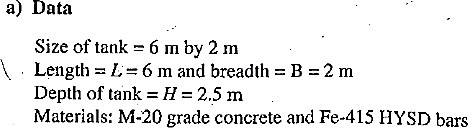 a) Data
Size of tank = 6 m by 2 m
Length = L = 6 m and breadth = B = 2 m
Depth of tank = H = 2.5 m
Materials: M-20 grade concrete and Fe-415 HYSD bars